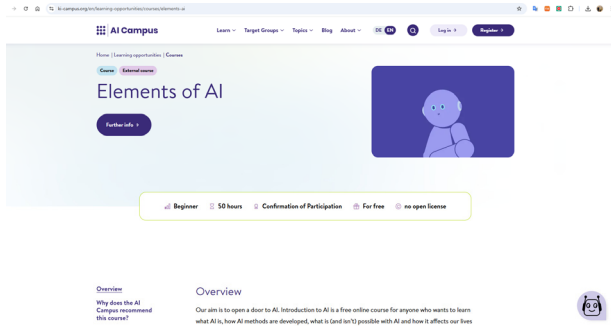 ki-campus.org/en/learning-opportunities/courses/elements-ai
AI Campus
Learn Target Groups Topics Blog About DE EN Log in Register
Home | Learning opportunities | Courses
Course External course
Elements of AI
Further info
Beginner 50 hours Confirmation of Participation For free no open license
Overview
Why does the AI
Campus recommend
this course?
Overview
Our aim is to open a door to AI. Introduction to AI is a free online course for anyone who wants to learn
what AI is, how AI methods are developed, what is (and isn't) possible with AI and how it affects our lives